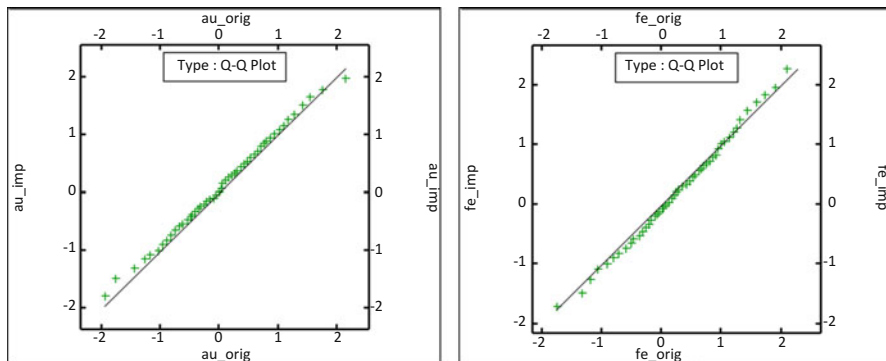 au_orig
-2 -1 0 1 2
Type : Q-Q Plot
2 2
1 1
0 0
-1 -1
-2 -2
au_imp
au_imp
-2 -1 0 1 2
au_orig
fe_orig
-2 -1 0 1 2
Type : Q-Q Plot
2 2
1 1
0 0
-1 -1
-2 -2
fe_imp
fe_imp
-2 -1 0 1 2
fe_orig